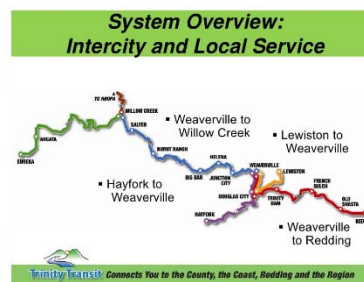 System Overview:
Intercity and Local Service
TO HOOPA
WILLOW CREEK
▪ Weaverville to
Willow Creek
▪ Lewiston to
Weaverville
SALYER
ARCATA
BURNT RANCH
EUREKA
HELENA
WEAVERVILLE
LEWISTON
▪ Hayfork to
Weaverville
BIG BAR
JUNCTION
CITY
FRENCH
GULCH
DOUGLAS CITY
TRINITY
DAM
OLD
SHASTA
HAYFORK
▪ Weaverville
to Redding
Trinity Transit Connects You to the County, the Coast, Redding and the Region